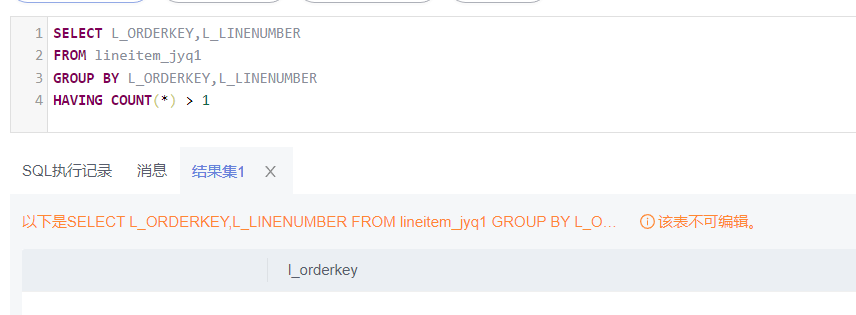 1 SELECT L_ORDERKEY,L_LINENUMBER
2 FROM lineitem_jyq1
3 GROUP BY L_ORDERKEY,L_LINENUMBER
4 HAVING COUNT(*) > 1
SQL执行记录 消息 结果集1 X
以下是SELECT L_ORDERKEY,L_LINENUMBER FROM lineitem_jyq1 GROUP BY L_O... 该表不可编辑。
l_orderkey